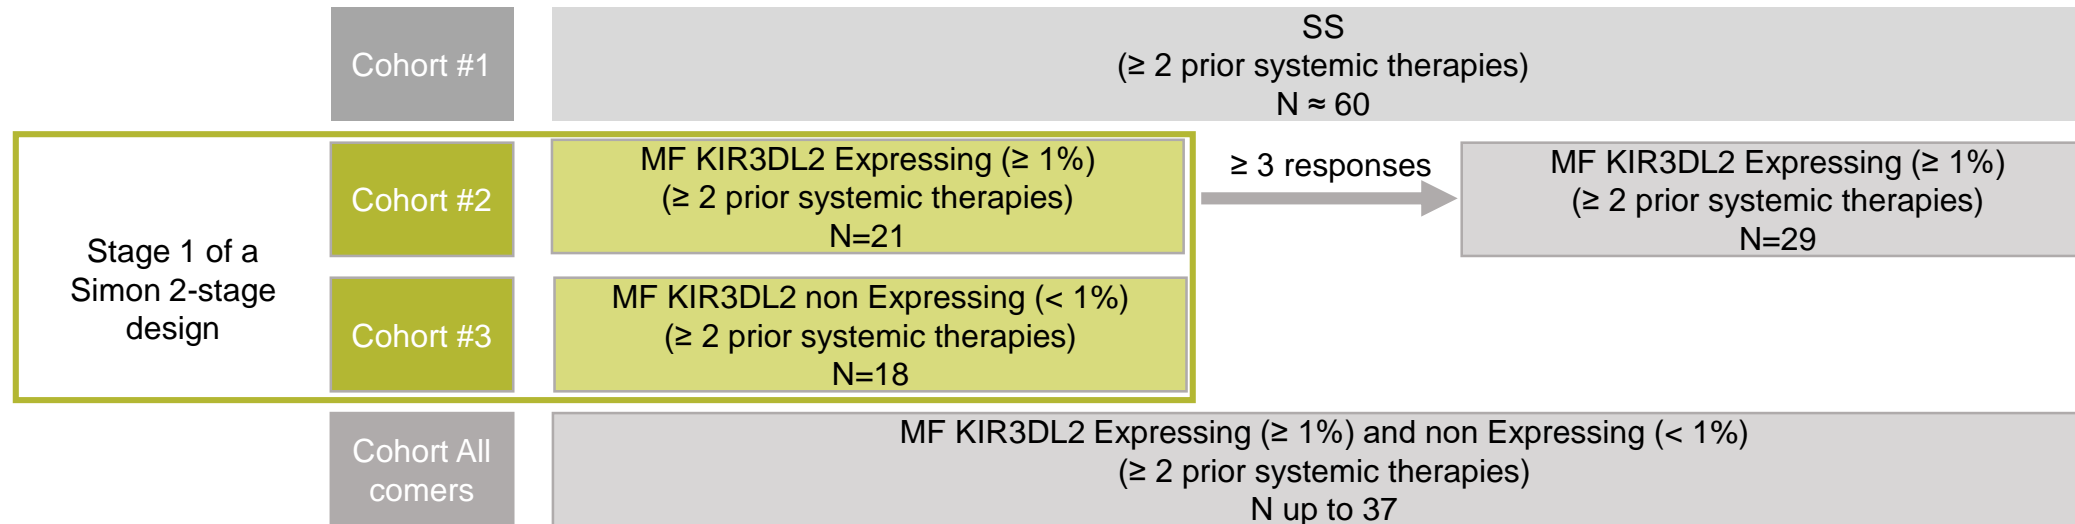 Cohort #1
SS
(≥ 2 prior systemic therapies)
N ≈ 60
Stage 1 of a
Simon 2-stage
design
Cohort #2
MF KIR3DL2 Expressing (≥ 1%)
(≥ 2 prior systemic therapies)
N=21
≥ 3 responses
MF KIR3DL2 Expressing (≥ 1%)
(≥ 2 prior systemic therapies)
N=29
Cohort #3
MF KIR3DL2 non Expressing (< 1%)
(≥ 2 prior systemic therapies)
N=18
Cohort All
comers
MF KIR3DL2 Expressing (≥ 1%) and non Expressing (< 1%)
(≥ 2 prior systemic therapies)
N up to 37